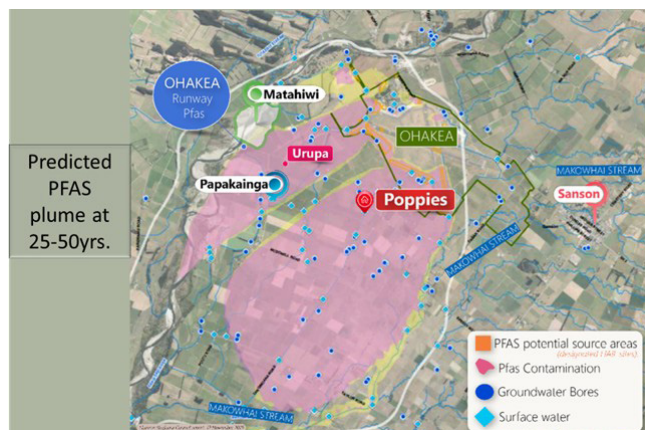 Predicted
PFAS
plume at
25-50yrs.
OHAKEA
Runway
Pfas
Matahiwi
OHAKEA
Urupa
Papakainga
Poppies
MAKOWHAI STREAM
Sanson
MAKOWHAI STREAM
MAKOWHAI STREAM
PFAS potential source areas
Pfas Contamination
Groundwater Bores
Surface water